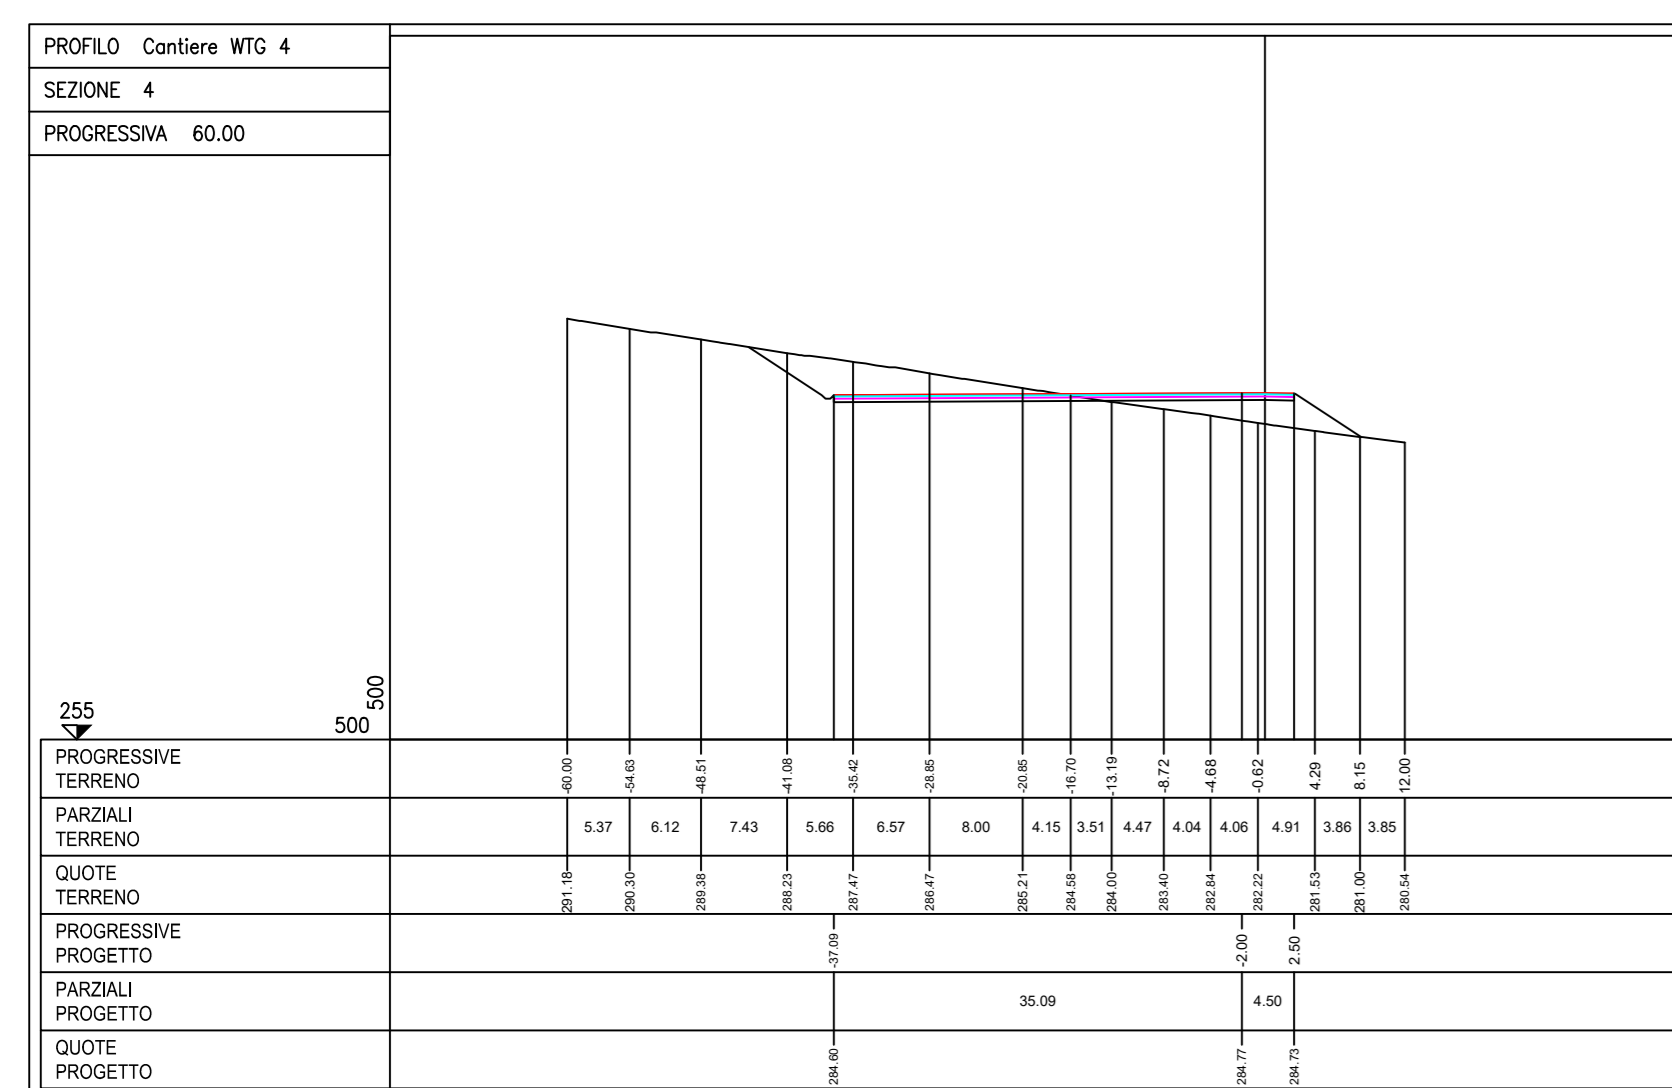 PROFILO Cantiere WTG 4
SEZIONE 4
PROGRESSIVA 60.00
500
255
500
PROGRESSIVE
TERRENO
-60.00 -54.63 -48.51 -41.08 -35.42 -28.85 -20.85 -16.70 -13.19 -8.72 -4.68 -0.62 4.29 8.15 12.00
PARZIALI
TERRENO
5.37 6.12 7.43 5.66 6.57 8.00 4.15 3.51 4.47 4.04 4.06 4.91 3.86 3.85
QUOTE
TERRENO
291.18 290.30 289.38 288.23 287.47 286.47 285.21 284.58 284.00 283.40 282.84 282.22 281.53 281.00 280.54
PROGRESSIVE
PROGETTO
-37.09 -2.00 2.50
PARZIALI
PROGETTO
35.09 4.50
QUOTE
PROGETTO
284.60 284.77 284.73